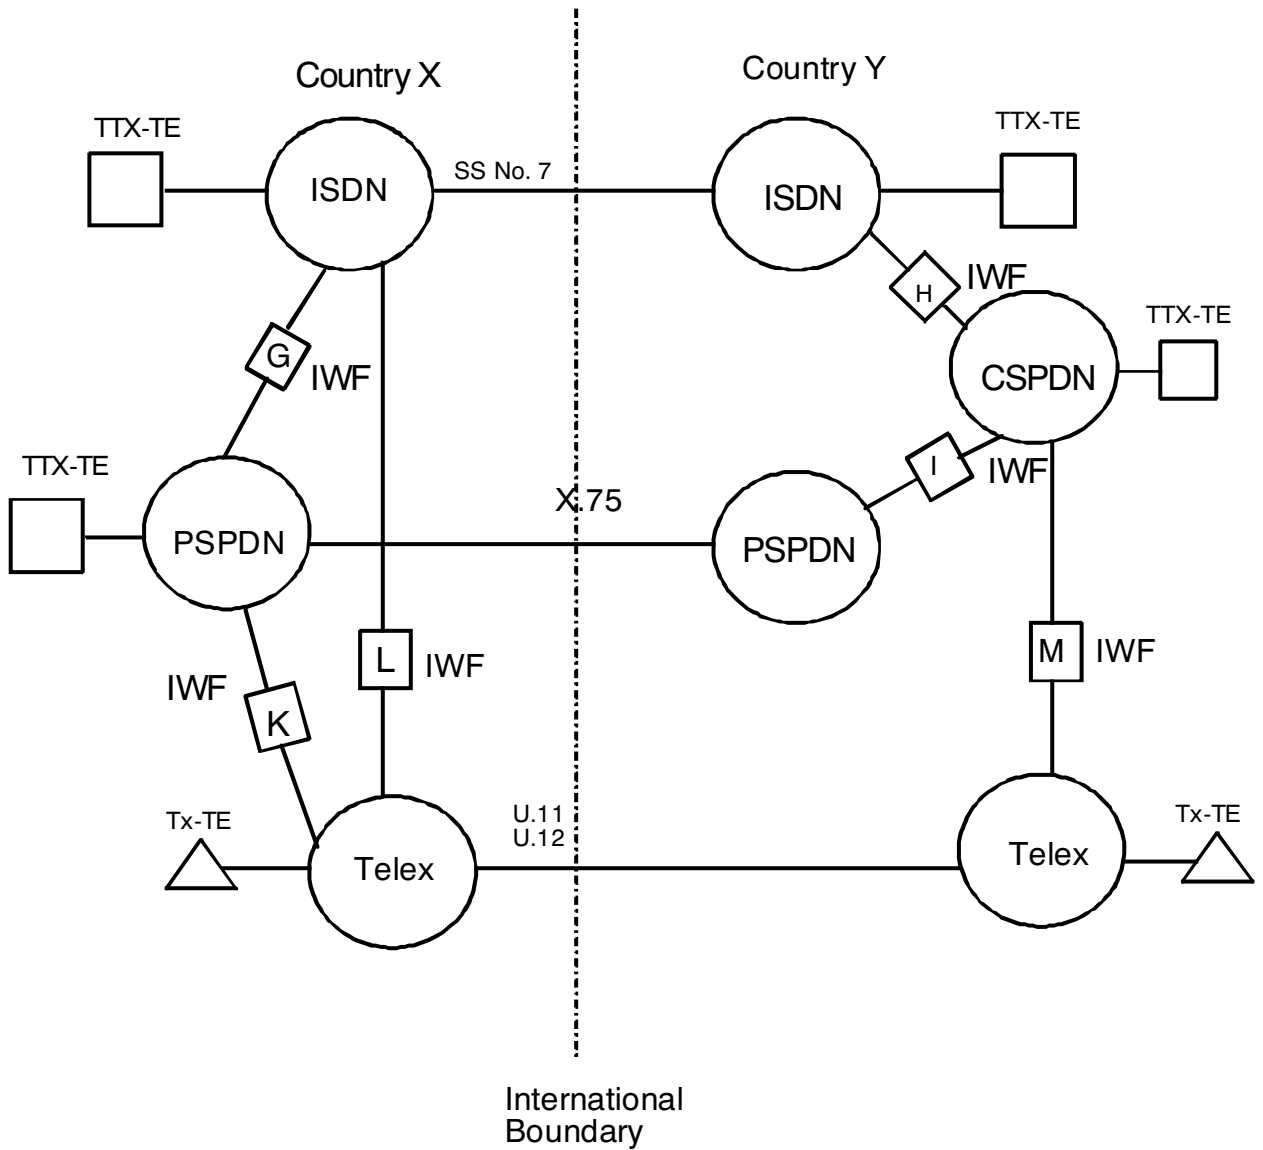 Country X
Country Y
TTX-TE
ISDN
SS No. 7
ISDN
TTX-TE
H
IWF
G
IWF
TTX-TE
CSPDN
TTX-TE
PSPDN
X.75
PSPDN
I
IWF
L
IWF
M
IWF
IWF
K
Tx-TE
Telex
U.11
U.12
Telex
Tx-TE
International
Boundary